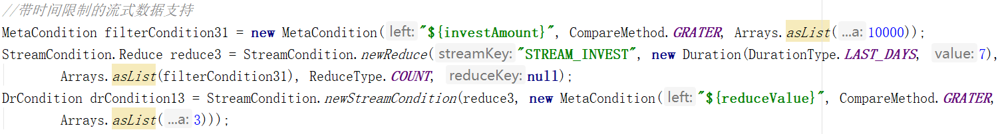 //带时间限制的流式数据支持
MetaCondition filterCondition31 = new MetaCondition( left: "${investAmount}", CompareMethod.GRATER, Arrays.asList( ...a: 10000));
StreamCondition.Reduce reduce3 = StreamCondition.newReduce( streamKey: "STREAM_INVEST", new Duration(DurationType.LAST_DAYS, value: 7),
Arrays.asList(filterCondition31), ReduceType.COUNT, reduceKey: null);
DrCondition drCondition13 = StreamCondition.newStreamCondition(reduce3, new MetaCondition( left: "${reduceValue}", CompareMethod.GRATER,
Arrays.asList( ...a: 3)));